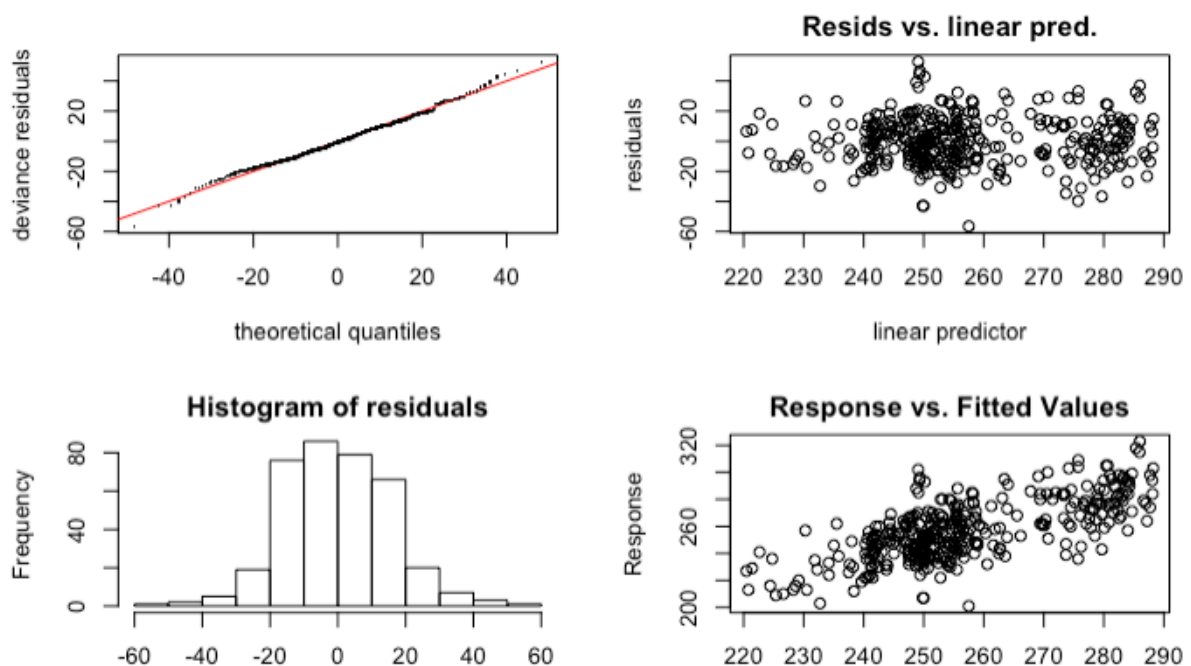 deviance residuals
-60 -20 20
-40 -20 0 20 40
theoretical quantiles
Resids vs. linear pred.
residuals
-60 -20 20
220 230 240 250 260 270 280 290
linear predictor
Histogram of residuals
Frequency
0 40 80
-60 -40 -20 0 20 40 60
Response vs. Fitted Values
Response
200 260 320
220 230 240 250 260 270 280 290